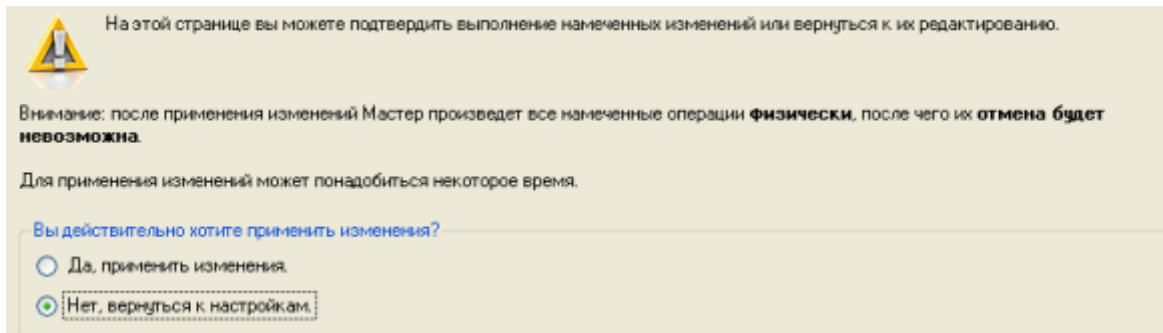 На этой странице вы можете подтвердить выполнение намеченных изменений или вернуться к их редактированию.
Внимание: после применения изменений Мастер произведет все намеченные операции физически, после чего их отмена будет
невозможна.
Для применения изменений может понадобиться некоторое время.
Вы действительно хотите применить изменения?
Да, применить изменения.
Нет, вернуться к настройкам.